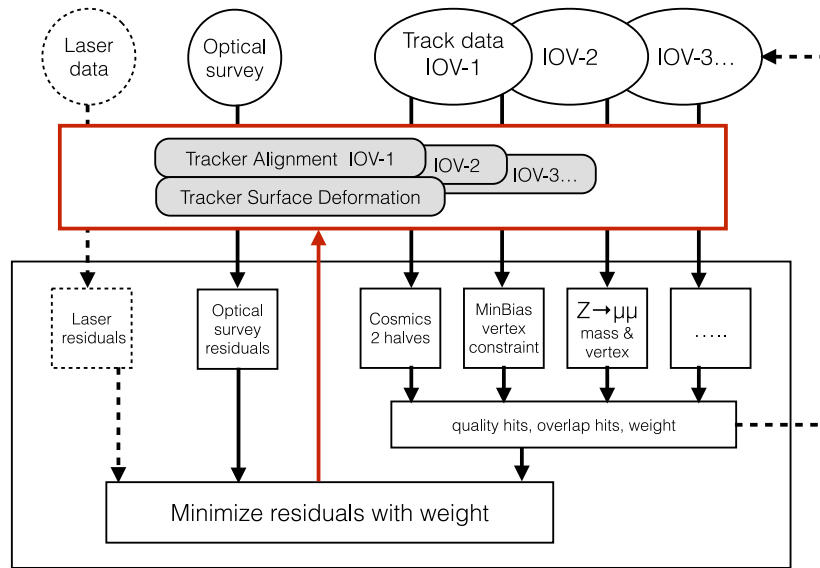 Laser
data
Optical
survey
Track data
IOV-1
IOV-2
IOV-3...
Tracker Alignment IOV-1
IOV-2
IOV-3...
Tracker Surface Deformation
Laser
residuals
Optical
survey
residuals
Cosmics
2 halves
MinBias
vertex
constraint
Z→μμ
mass &
vertex
.....
quality hits, overlap hits, weight
Minimize residuals with weight